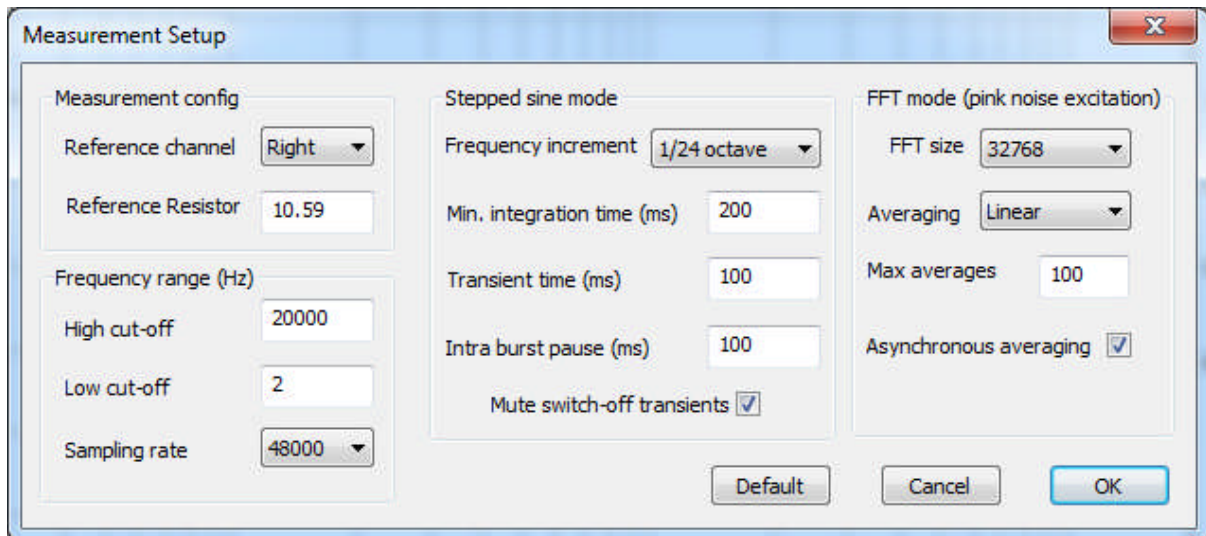 Measurement Setup
Measurement config
Reference channel Right
Reference Resistor 10.59
Frequency range (Hz)
High cut-off 20000
Low cut-off 2
Sampling rate 48000
Stepped sine mode
Frequency increment 1/24 octave
Min. integration time (ms) 200
Transient time (ms) 100
Intra burst pause (ms) 100
Mute switch-off transients
FFT mode (pink noise excitation)
FFT size 32768
Averaging Linear
Max averages 100
Asynchronous averaging
Default Cancel OK